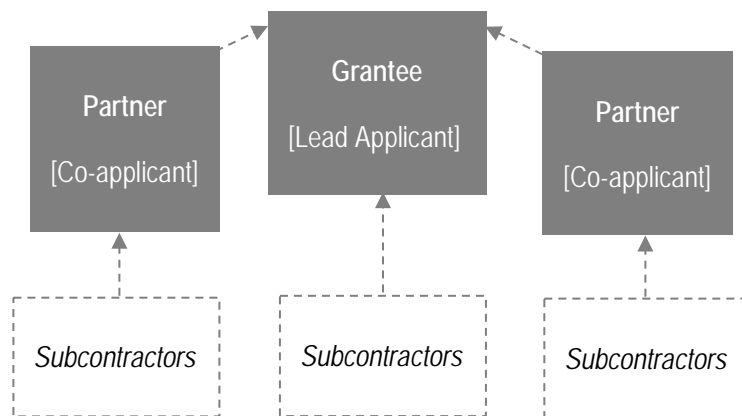 Partner
[Co-applicant]
Grantee
[Lead Applicant]
Partner
[Co-applicant]
Subcontractors
Subcontractors
Subcontractors